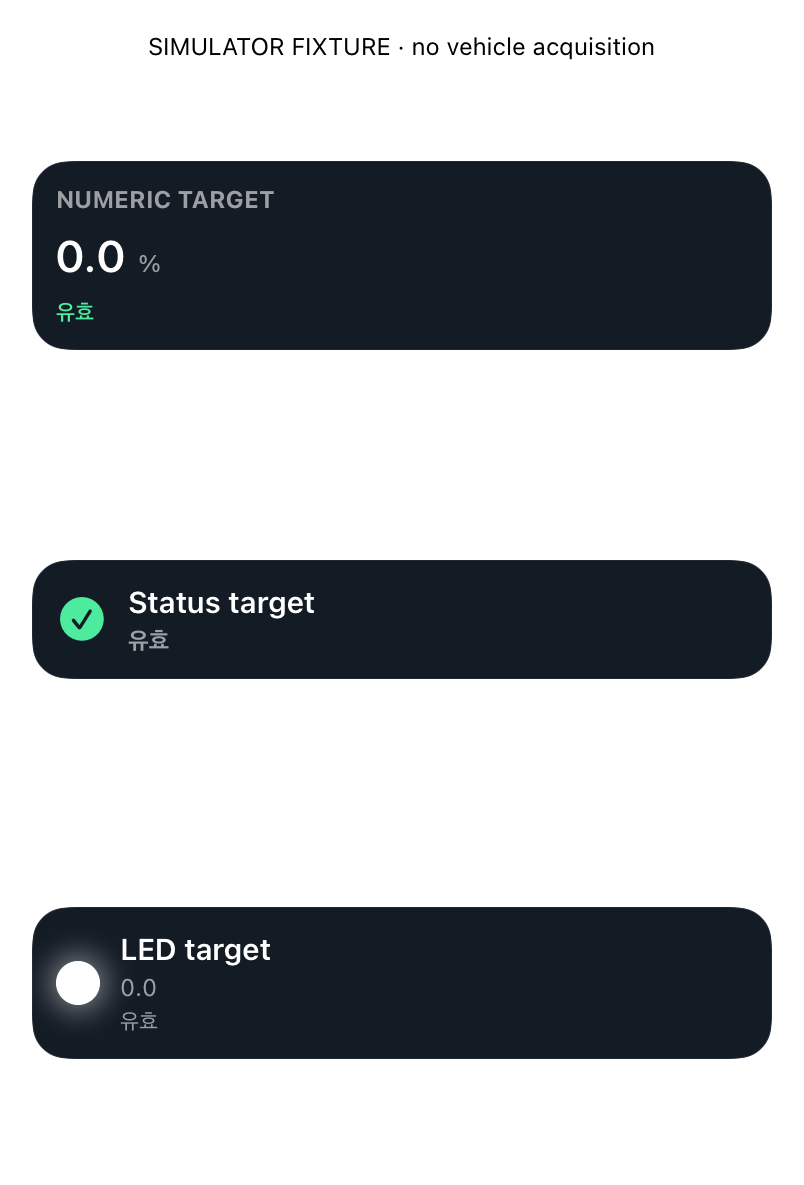 SIMULATOR FIXTURE · no vehicle acquisition
NUMERIC TARGET
0.0 %
유효
Status target
유효
LED target
0.0
유효